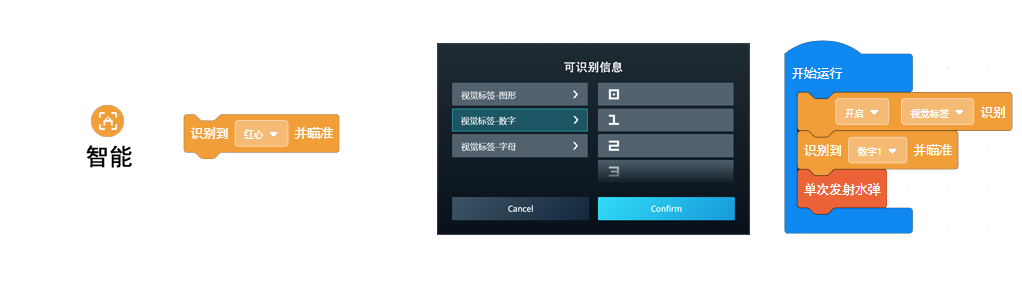 智能
识别到 红心 并瞄准
可识别信息
视觉标签-图形
视觉标签-数字
视觉标签-字母
0
1
2
3
Cancel
Confirm
开始运行
开启 视觉标签 识别
识别到 数字1 并瞄准
单次发射水弹